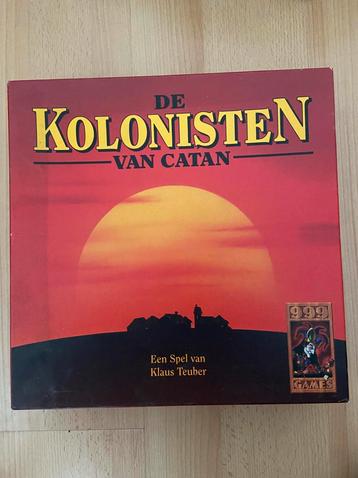 DE
KOLONISTEN
VAN CATAN
Een Spel van
Klaus Teuber
999
GAMES